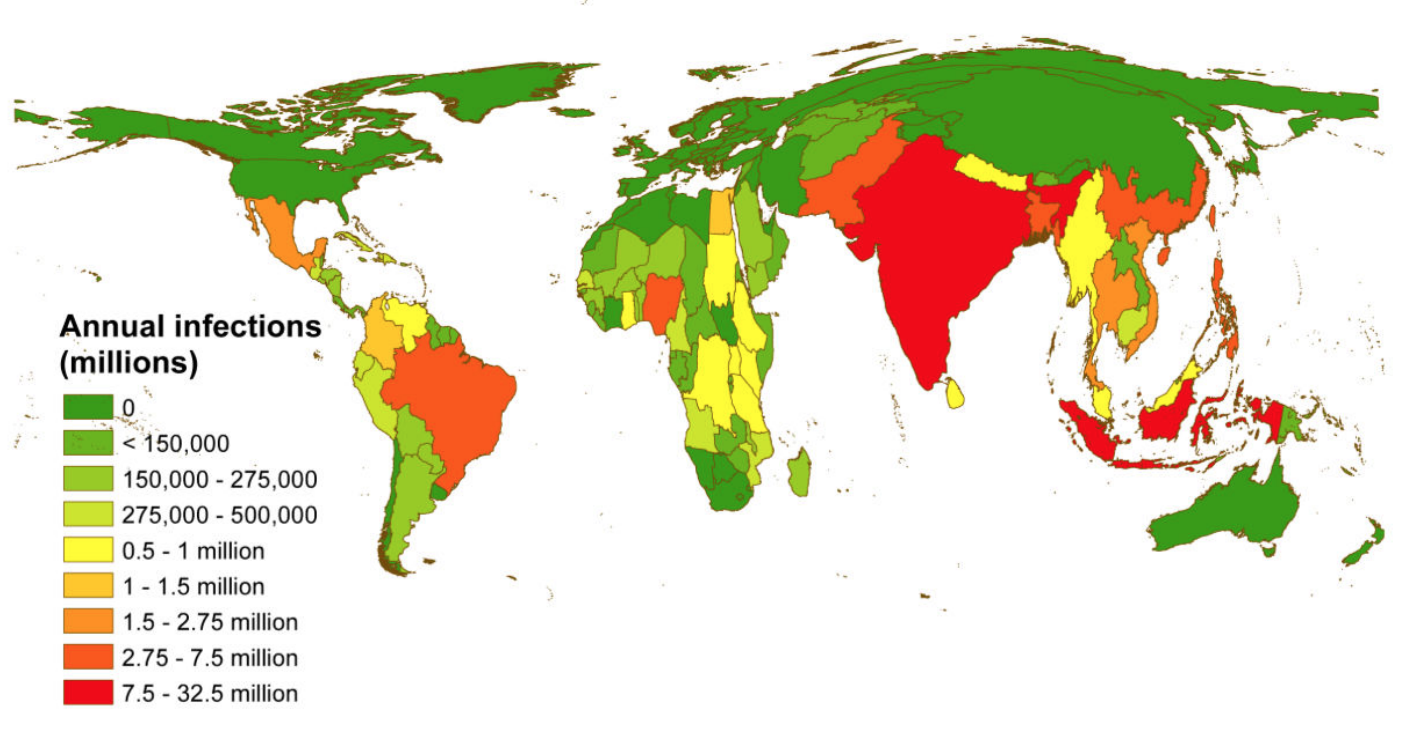 Annual infections
(millions)
0
< 150,000
150,000 - 275,000
275,000 - 500,000
0.5 - 1 million
1 - 1.5 million
1.5 - 2.75 million
2.75 - 7.5 million
7.5 - 32.5 million